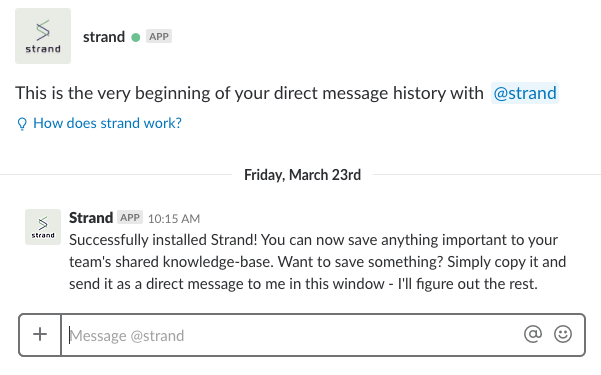 strand
strand APP
This is the very beginning of your direct message history with @strand
How does strand work?
Friday, March 23rd
strand
Strand APP 10:15 AM
Successfully installed Strand! You can now save anything important to your
team's shared knowledge-base. Want to save something? Simply copy it and
send it as a direct message to me in this window - I'll figure out the rest.
+ Message @strand @